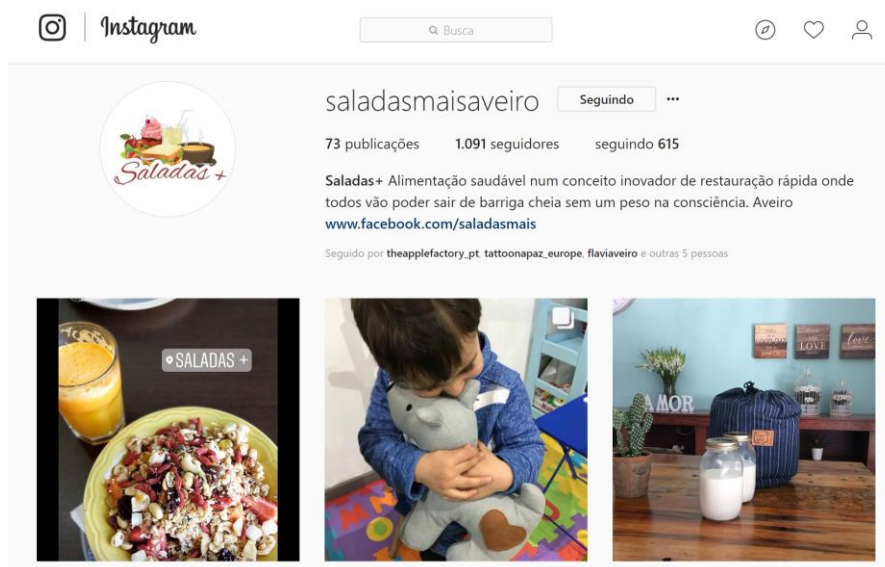 Instagram
Busca
saladasmaisaveiro Seguindo •••
73 publicações 1.091 seguidores seguindo 615
Saladas+ Alimentação saudável num conceito inovador de restauração rápida onde
todos vão poder sair de barriga cheia sem um peso na consciência. Aveiro
www.facebook.com/saladasmais
Seguido por theapplefactory_pt, tattoonapaz_europe, flaviaveiro e outras 5 pessoas
Saladas +
SALADAS +
LOVE
Love
AMOR